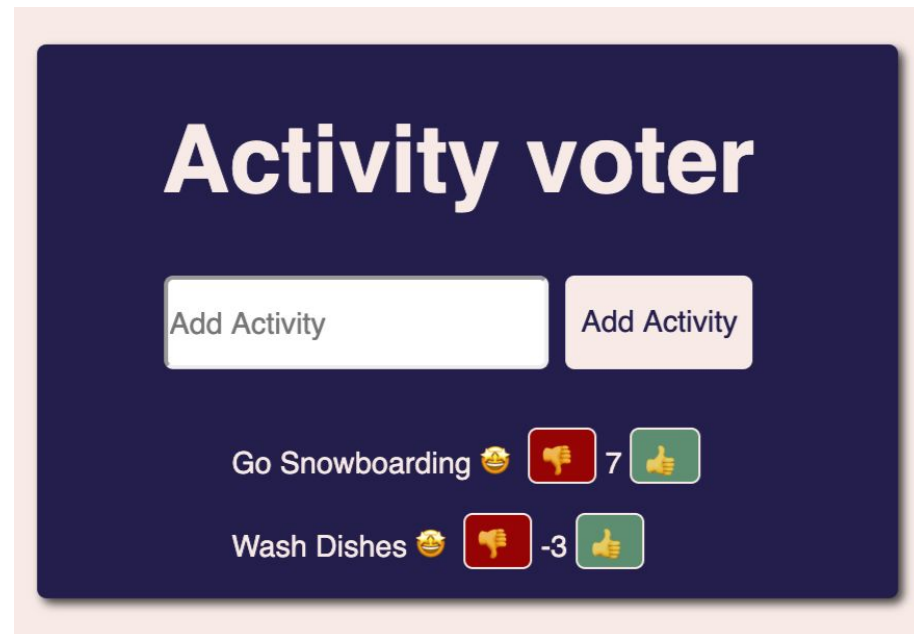 Activity voter
Add Activity Add Activity
Go Snowboarding 🤩 👎 7 👍
Wash Dishes 🤩 👎 -3 👍